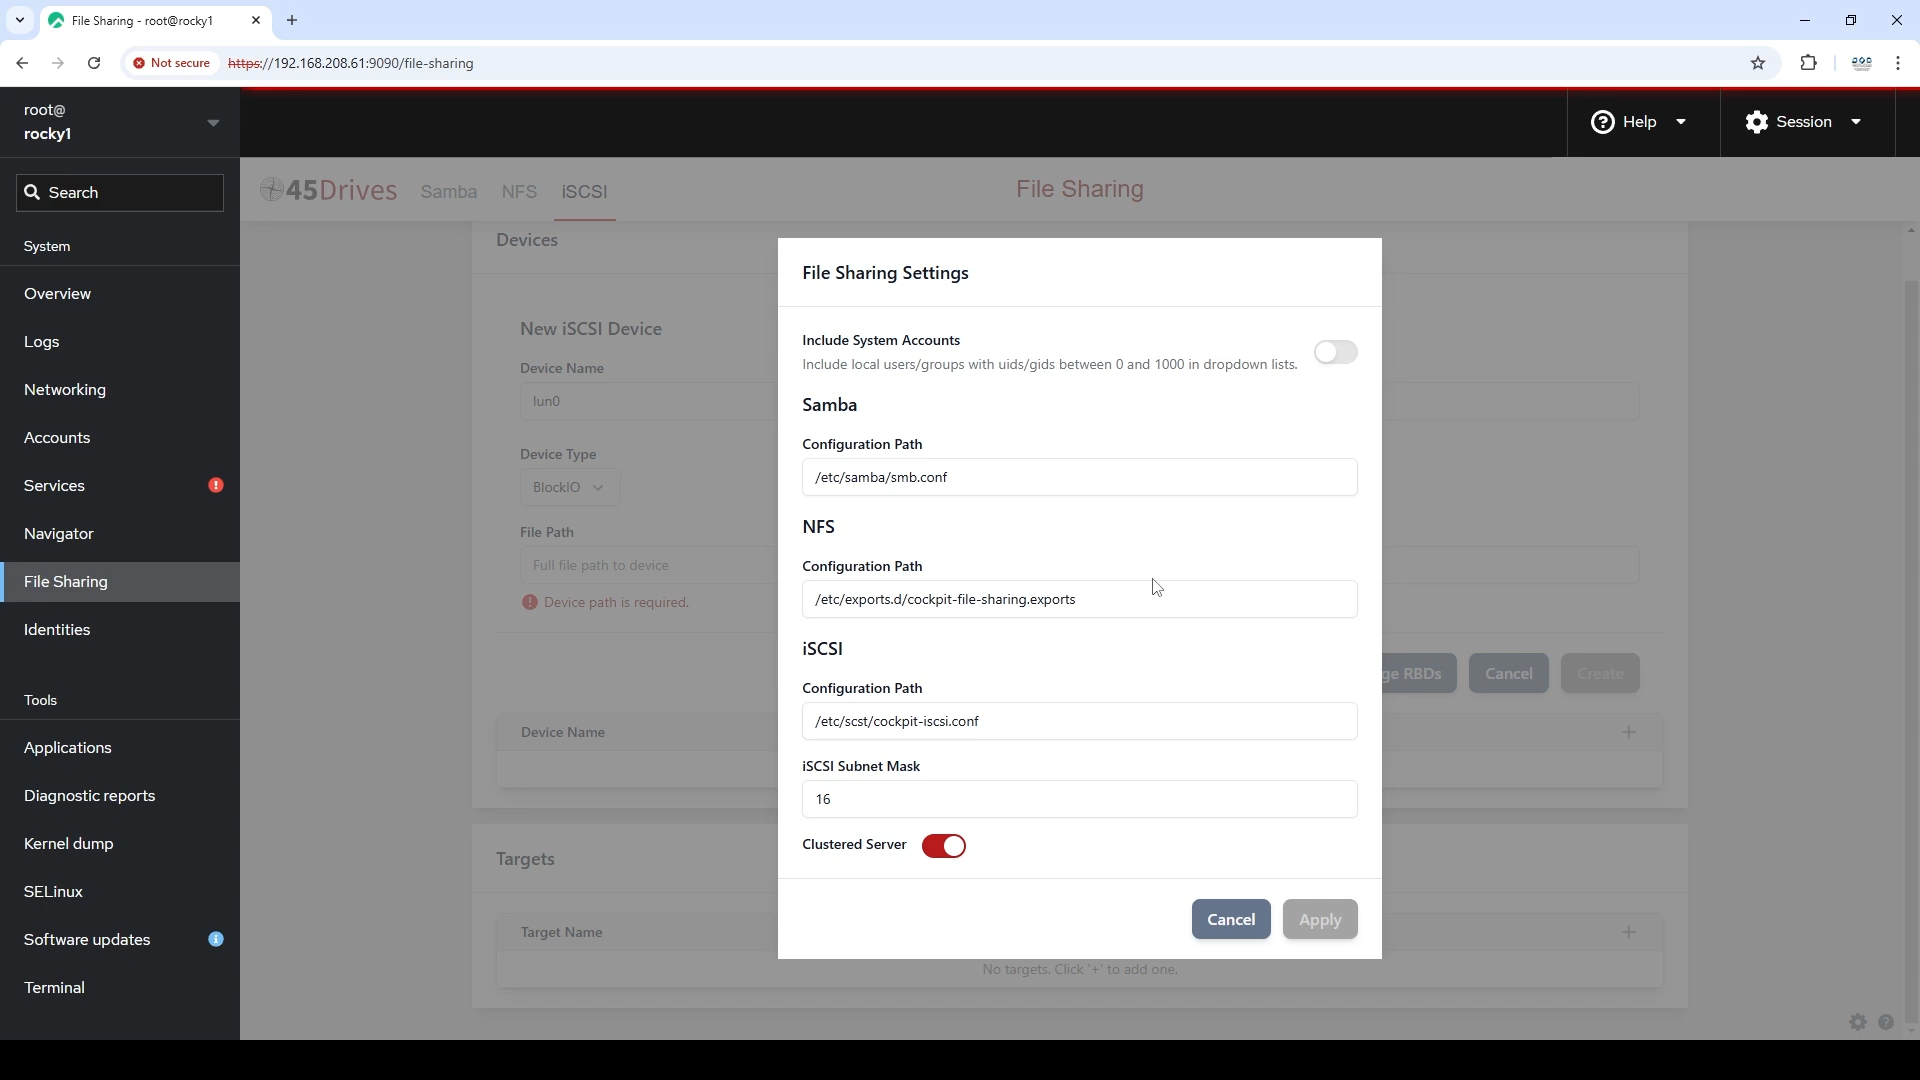 File Sharing - root@rocky1
Not secure
https://192.168.208.61:9090/file-sharing
root@
rocky1
Help
Session
Search
System
Overview
Logs
Networking
Accounts
Services
Navigator
File Sharing
Identities
Tools
Applications
Diagnostic reports
Kernel dump
SELinux
Software updates
Terminal
45Drives Samba NFS iSCSI
File Sharing
Devices
New iSCSI Device
Device Name
lun0
Device Type
BlockIO
File Path
Full file path to device
Device path is required.
ge RBDs
Cancel
Create
Device Name
Targets
Target Name
No targets. Click '+' to add one.
File Sharing Settings
Include System Accounts
Include local users/groups with uids/gids between 0 and 1000 in dropdown lists.
Samba
Configuration Path
/etc/samba/smb.conf
NFS
Configuration Path
/etc/exports.d/cockpit-file-sharing.exports
iSCSI
Configuration Path
/etc/scst/cockpit-iscsi.conf
iSCSI Subnet Mask
16
Clustered Server
Cancel
Apply